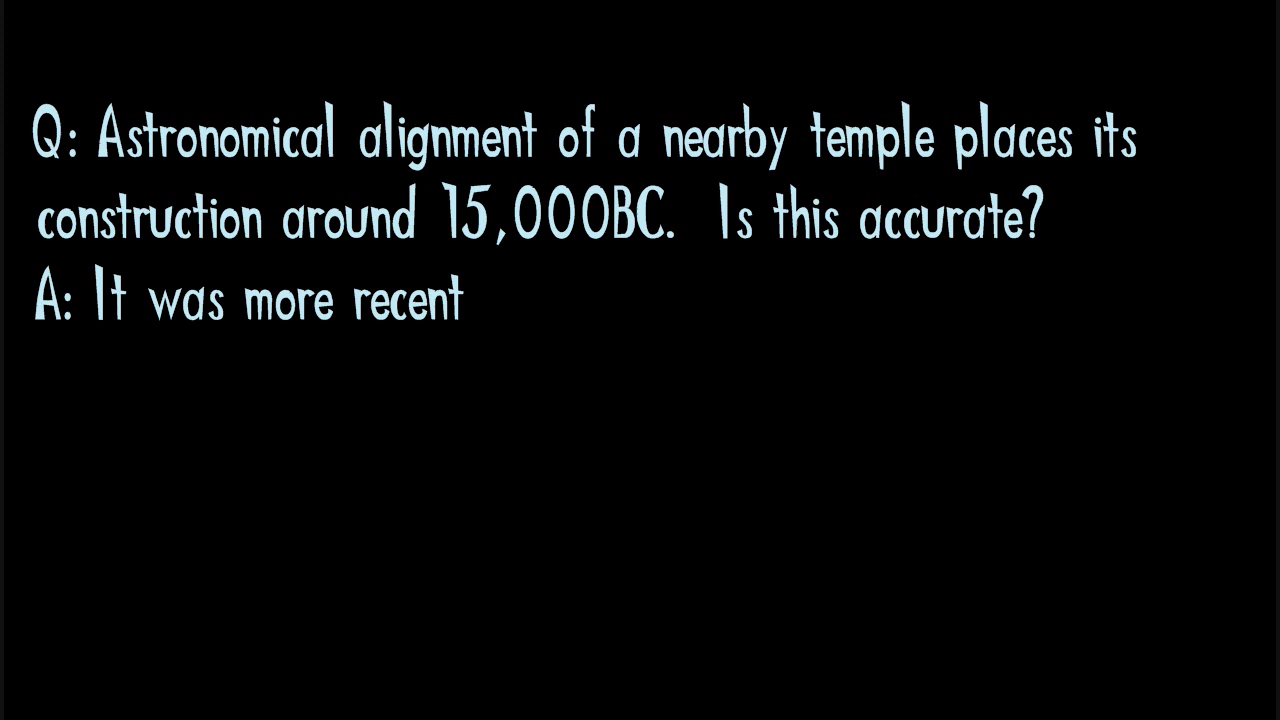 Q: Astronomical alignment of a nearby temple places its
construction around 15,000BC.  Is this accurate?
A: It was more recent